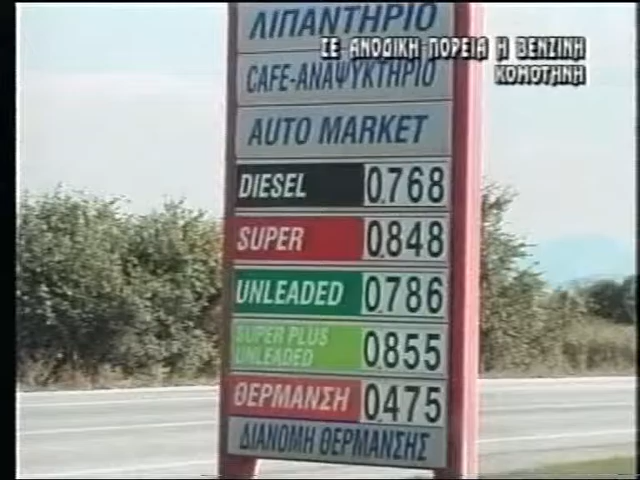 ΣΕ ΑΝΟΔΙΚΗ ΠΟΡΕΙΑ Η ΒΕΝΖΙΝΗ
ΚΟΜΟΤΗΝΗ
ΛΙΠΑΝΤΗΡΙΟ
CAFE-ΑΝΑΨΥΚΤΗΡΙΟ
AUTO MARKET
DIESEL 0.768
SUPER 0.848
UNLEADED 0.786
SUPER PLUS
UNLEADED 0.855
ΘΕΡΜΑΝΣΗ 0.475
ΔΙΑΝΟΜΗ ΘΕΡΜΑΝΣΗΣ